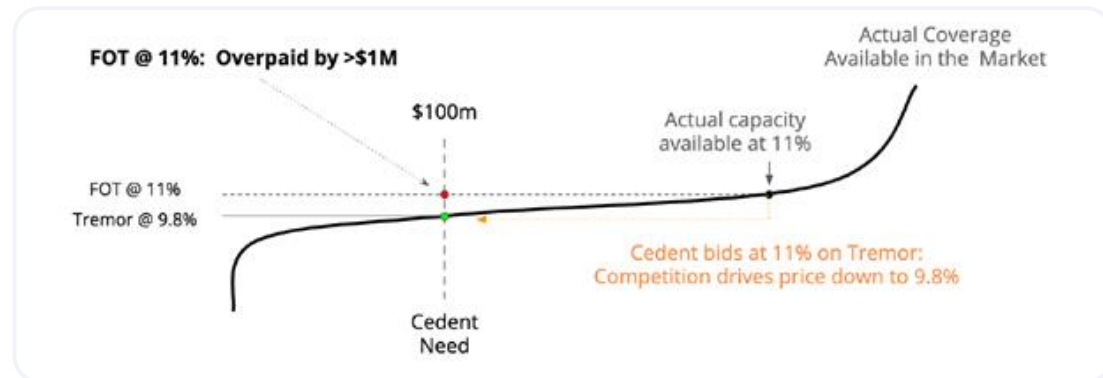 Actual Coverage
Available in the Market
FOT @ 11%: Overpaid by >$1M
$100m
Actual capacity
available at 11%
FOT @ 11%
Tremor @ 9.8%
Cedent bids at 11% on Tremor:
Competition drives price down to 9.8%
Cedent
Need